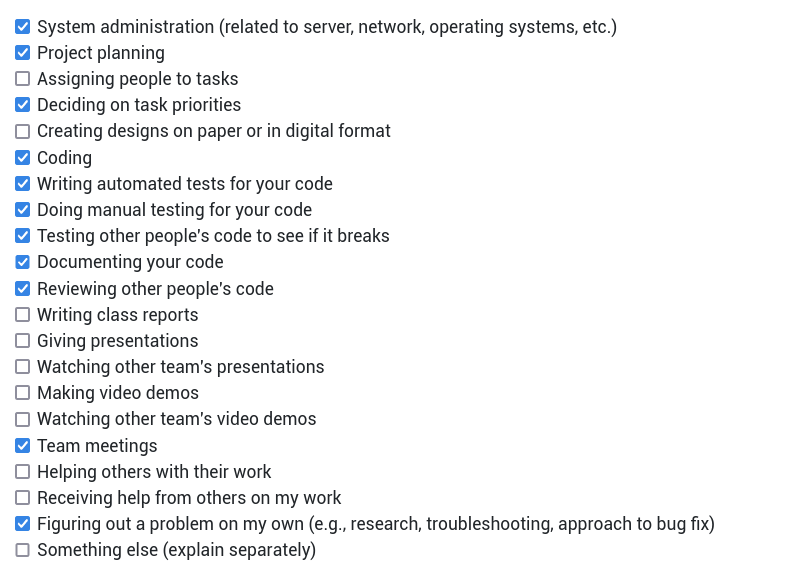 System administration (related to server, network, operating systems, etc.)
Project planning
Assigning people to tasks
Deciding on task priorities
Creating designs on paper or in digital format
Coding
Writing automated tests for your code
Doing manual testing for your code
Testing other people's code to see if it breaks
Documenting your code
Reviewing other people's code
Writing class reports
Giving presentations
Watching other team's presentations
Making video demos
Watching other team's video demos
Team meetings
Helping others with their work
Receiving help from others on my work
Figuring out a problem on my own (e.g., research, troubleshooting, approach to bug fix)
Something else (explain separately)